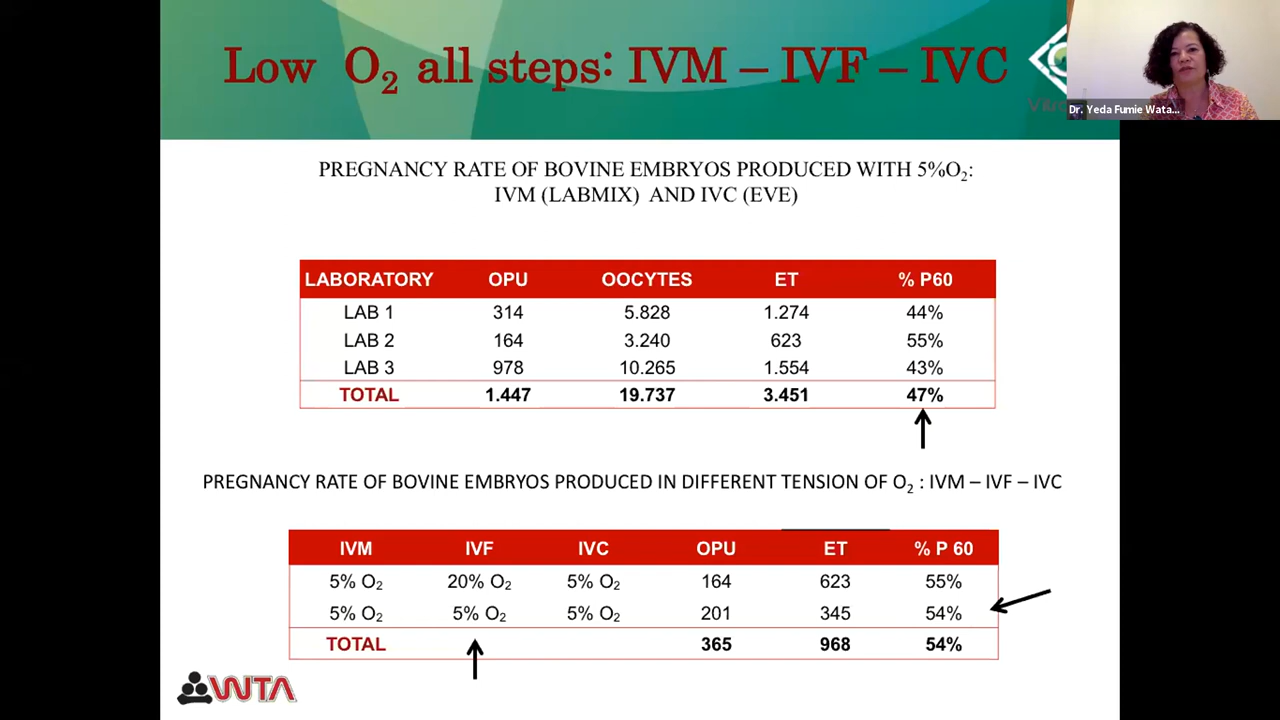 Low O₂ all steps: IVM – IVF – IVC
Dr. Yeda Fumie Wata...
PREGNANCY RATE OF BOVINE EMBRYOS PRODUCED WITH 5%O₂:
IVM (LABMIX) AND IVC (EVE)
LABORATORY OPU OOCYTES ET % P60
LAB 1 314 5.828 1.274 44%
LAB 2 164 3.240 623 55%
LAB 3 978 10.265 1.554 43%
TOTAL 1.447 19.737 3.451 47%
PREGNANCY RATE OF BOVINE EMBRYOS PRODUCED IN DIFFERENT TENSION OF O₂ : IVM – IVF – IVC
IVM IVF IVC OPU ET % P 60
5% O₂ 20% O₂ 5% O₂ 164 623 55%
5% O₂ 5% O₂ 5% O₂ 201 345 54%
TOTAL 365 968 54%
WTA